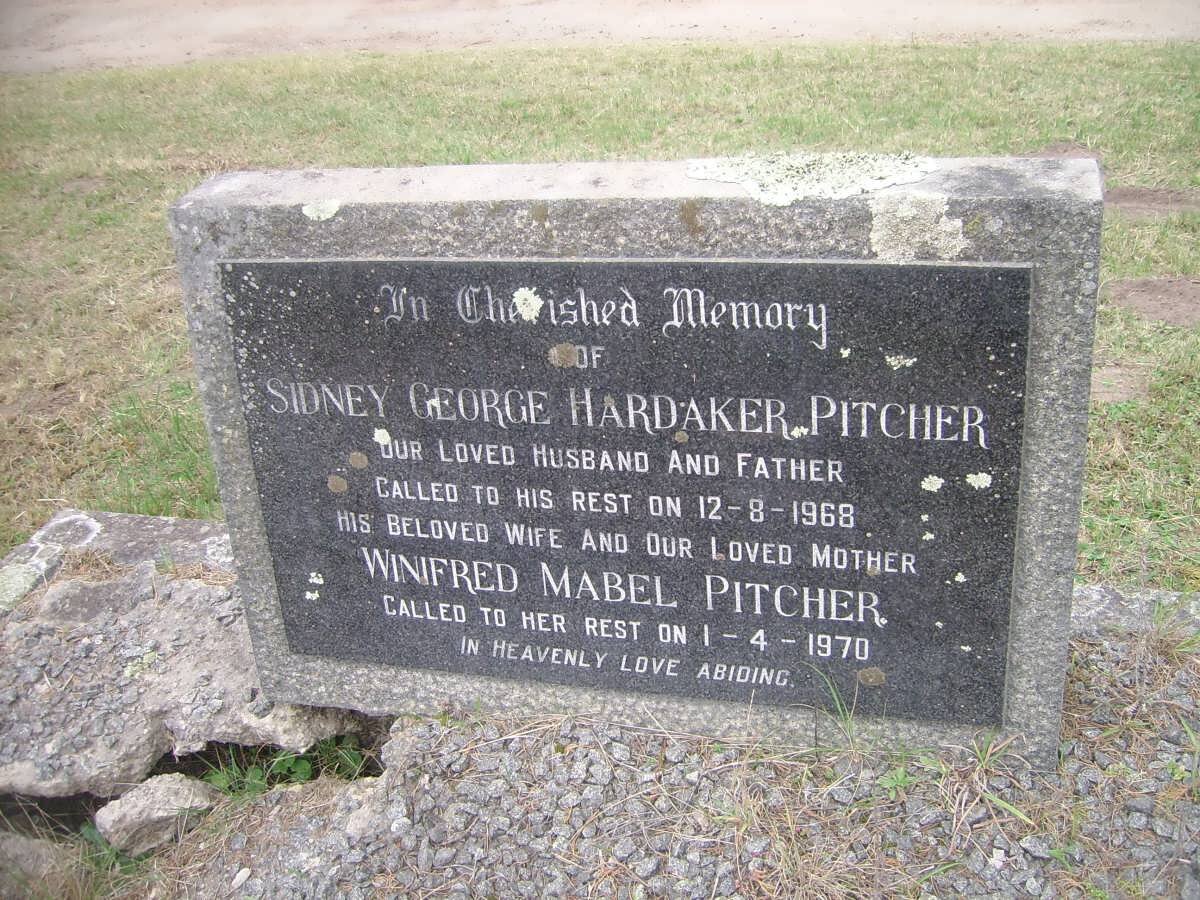 In Cherished Memory
OF
SIDNEY GEORGE HARDAKER PITCHER
OUR LOVED HUSBAND AND FATHER
CALLED TO HIS REST ON 12-8-1968
HIS BELOVED WIFE AND OUR LOVED MOTHER
WINIFRED MABEL PITCHER.
CALLED TO HER REST ON 1-4-1970
IN HEAVENLY LOVE ABIDING.